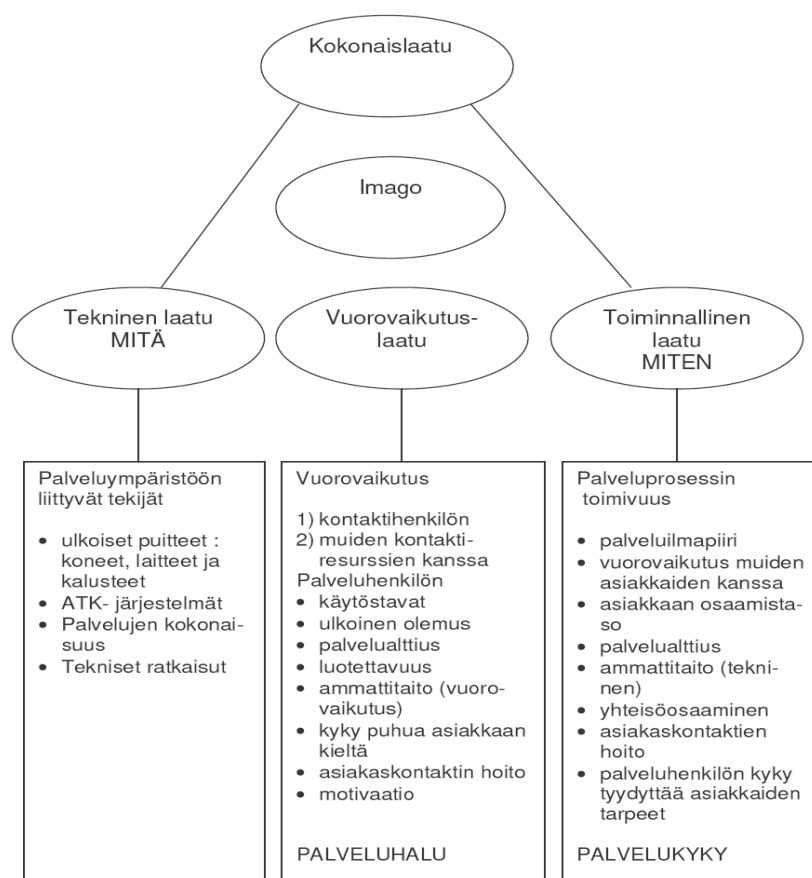 Kokonaislaatu
Imago
Tekninen laatu
MITÄ
Vuorovaikutus-
laatu
Toiminnallinen
laatu
MITEN
Palveluympäristöön
liittyvät tekijät
• ulkoiset puitteet :
koneet, laitteet ja
kalusteet
• ATK- järjestelmät
• Palvelujen kokonai-
suus
• Tekniset ratkaisut
Vuorovaikutus
1) kontaktihenkilön
2) muiden kontakti-
resurssien kanssa
Palveluhenkilön
• käytöstavat
• ulkoinen olemus
• palvelualttius
• luotettavuus
• ammattitaito (vuoro-
vaikutus)
• kyky puhua asiakkaan
kieltä
• asiakaskontaktin hoito
• motivaatio
PALVELUHALU
Palveluprosessin
toimivuus
• palveluilmapiiri
• vuorovaikutus muiden
asiakkaiden kanssa
• asiakkaan osaamista-
so
• palvelualttius
• ammattitaito (tekni-
nen)
• yhteisöosaaminen
• asiakaskontaktien
hoito
• palveluhenkilön kyky
tyydyttää asiakkaiden
tarpeet
PALVELUKYKY